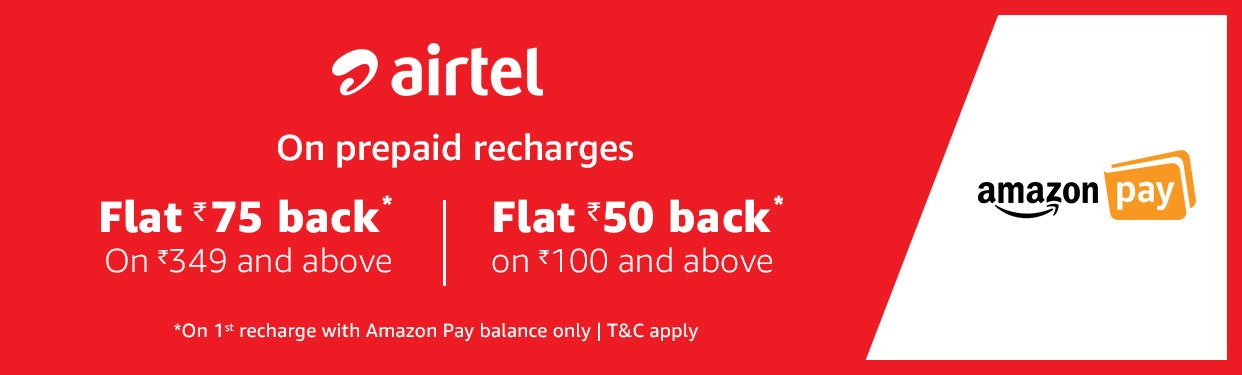 airtel
On prepaid recharges
Flat ₹75 back*
On ₹349 and above
Flat ₹50 back*
on ₹100 and above
*On 1st recharge with Amazon Pay balance only | T&C apply
amazon pay